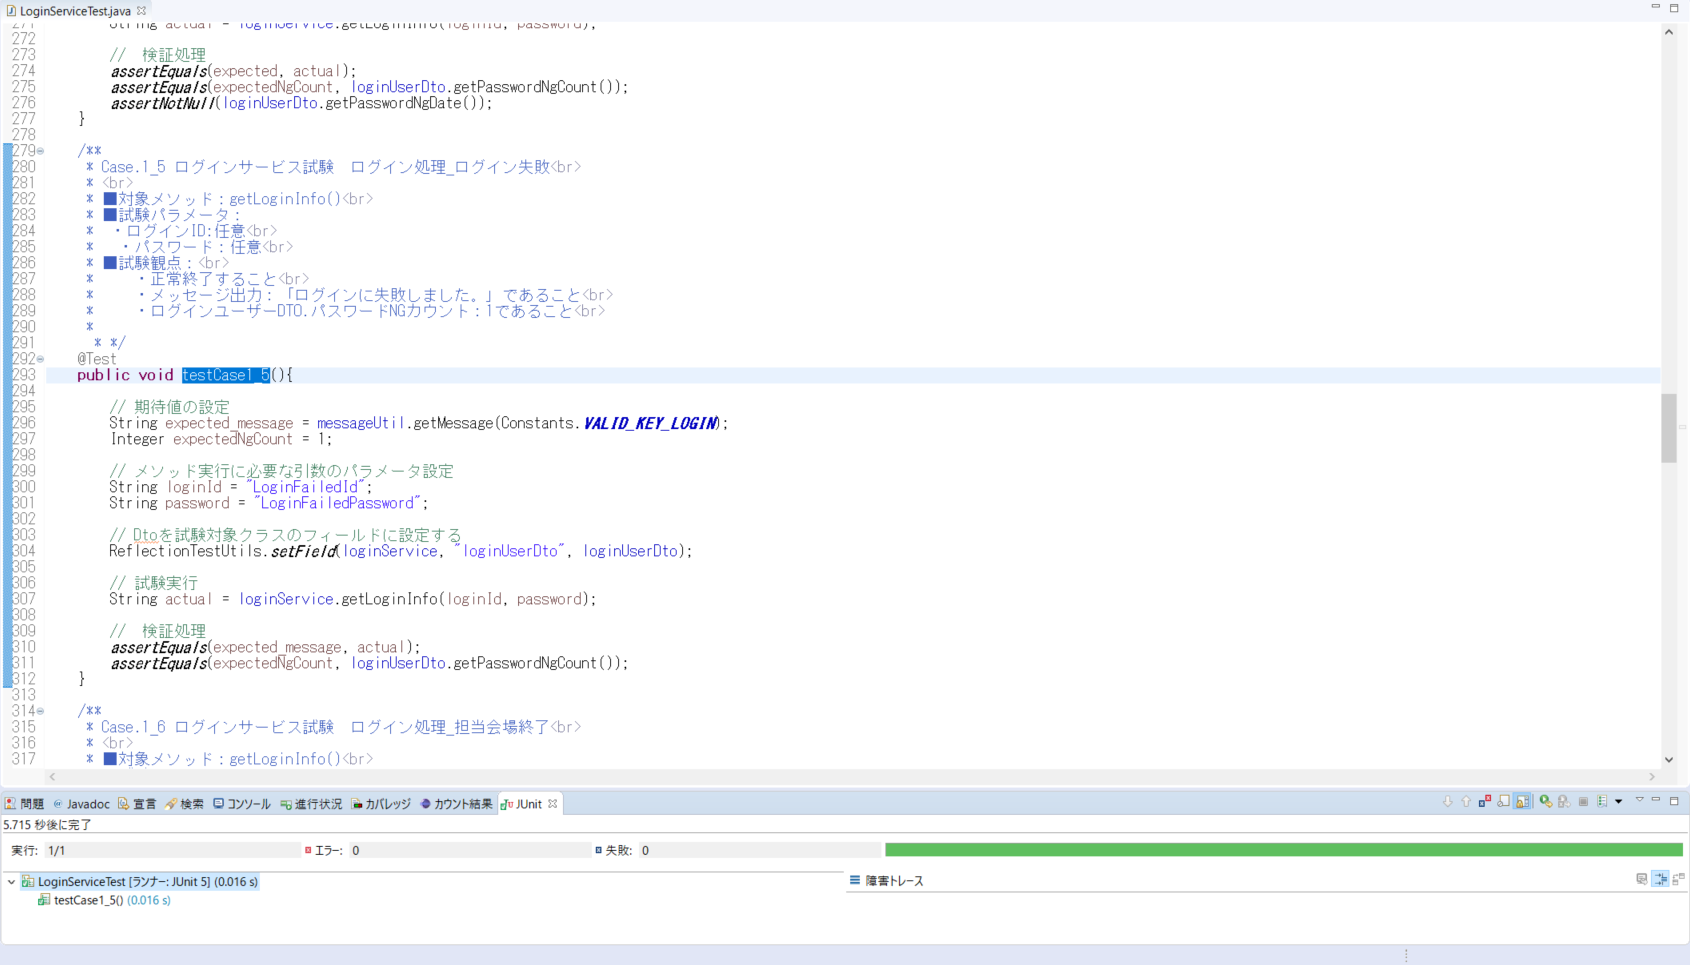 LoginServiceTest.java
271 String actual = loginService.getLoginInfo(loginId, password);
272
273 // 検証処理
274 assertEquals(expected, actual);
275 assertEquals(expectedNgCount, loginUserDto.getPasswordNgCount());
276 assertNotNull(loginUserDto.getPasswordNgDate());
277 }
278
279 /**
280 * Case.1_5 ログインサービス試験　ログイン処理_ログイン失敗<br>
281 * <br>
282 * ■対象メソッド：getLoginInfo()<br>
283 * ■試験パラメータ：
284 * ・ログインID:任意<br>
285 * ・パスワード：任意<br>
286 * ■試験観点：<br>
287 * ・正常終了すること<br>
288 * ・メッセージ出力：「ログインに失敗しました。」であること<br>
289 * ・ログインユーザーDTO.パスワードNGカウント：1であること<br>
290 *
291 * */
292 @Test
293 public void testCase1_5(){
294
295 // 期待値の設定
296 String expected_message = messageUtil.getMessage(Constants.VALID_KEY_LOGIN);
297 Integer expectedNgCount = 1;
298
299 // メソッド実行に必要な引数のパラメータ設定
300 String loginId = "LoginFailedId";
301 String password = "LoginFailedPassword";
302
303 // Dtoを試験対象クラスのフィールドに設定する
304 ReflectionTestUtils.setField(loginService, "loginUserDto", loginUserDto);
305
306 // 試験実行
307 String actual = loginService.getLoginInfo(loginId, password);
308
309 // 検証処理
310 assertEquals(expected_message, actual);
311 assertEquals(expectedNgCount, loginUserDto.getPasswordNgCount());
312 }
313
314 /**
315 * Case.1_6 ログインサービス試験　ログイン処理_担当会場終了<br>
316 * <br>
317 * ■対象メソッド：getLoginInfo()<br>
問題 @ Javadoc 宣言 検索 コンソール 進行状況 カバレッジ カウント結果 JUnit
5.715 秒後に完了
実行: 1/1 エラー: 0 失敗: 0
LoginServiceTest [ランナー: JUnit 5] (0.016 s) 障害トレース
testCase1_5() (0.016 s)